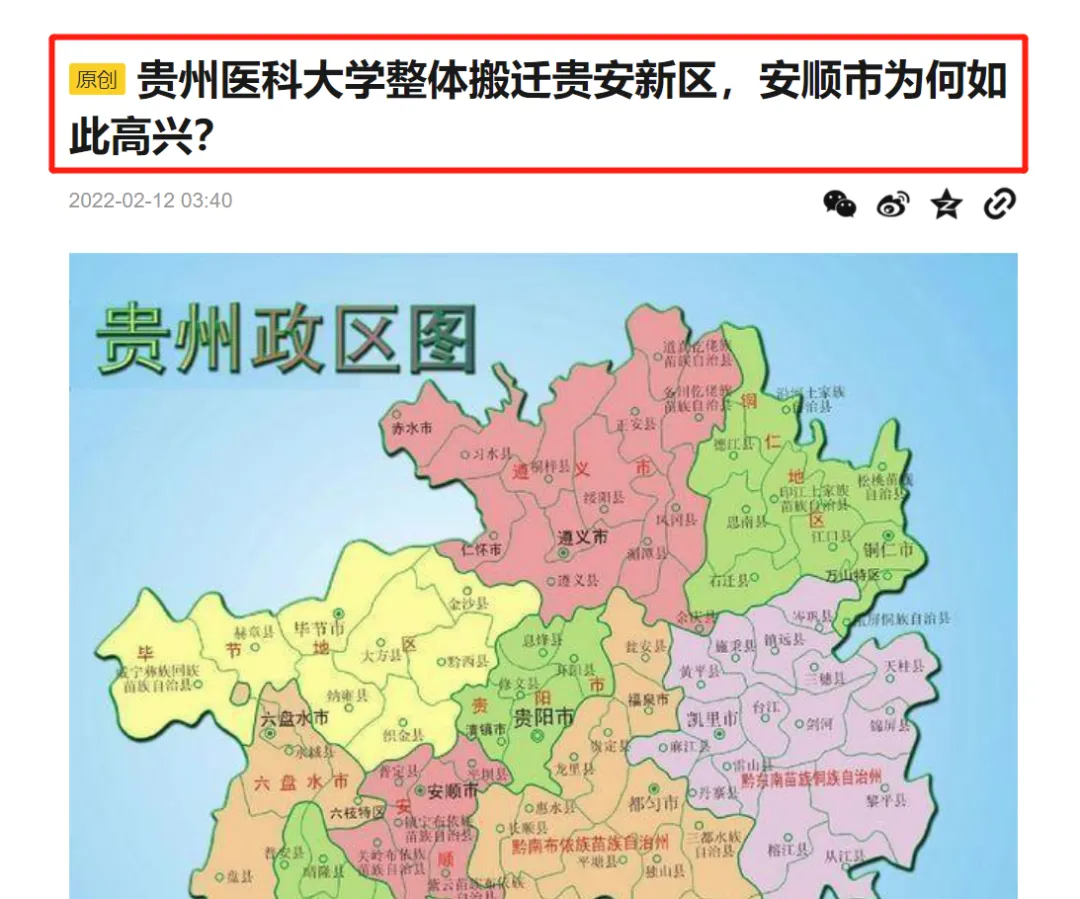 原创 贵州医科大学整体搬迁贵安新区，安顺市为何如
此高兴？
2022-02-12 03:40
贵州政区图
道真仡佬族
苗族自治县
务川仡佬族
苗族自治县
沿河土家族
自治县
铜
仁
地
区
赤水市
习水县
桐梓县
正安县
德江县
遵
义
市
绥阳县
印江土家族
苗族自治县
松桃苗族
自治县
凤冈县
思南县
江口县
铜仁市
仁怀市
遵义市
湄潭县
遵义县
石迁县
万山特区
金沙县
余庆县
岑巩县
玉屏侗族自治县
赫章县
毕节市
毕
节
地
区
大方县
黔西县
息烽县
开阳县
瓮安县
施秉县
镇远县
黄平县
三穗县
天柱县
威宁彝族回族
苗族自治县
纳雍县
修文县
贵
阳
市
贵阳市
福泉市
六盘水市
清镇市
凯里市
台江
剑河
锦屏县
织金县
水城县
贵定县
麻江县
雷山县
六盘水市
普定县
平坝县
龙里县
黔东南苗族侗族自治州
安顺市
安
顺
六枝特区
惠水县
都匀市
丹寨县
黎平县
镇宁布依族
苗族自治县
长顺县
黔南布依族苗族自治州
三都水族
自治县
榕江县
从江县
普安县
晴隆县
关岭布依族
苗族自治县
平塘县
独山县
盘县
紫云苗族布依族
自治县